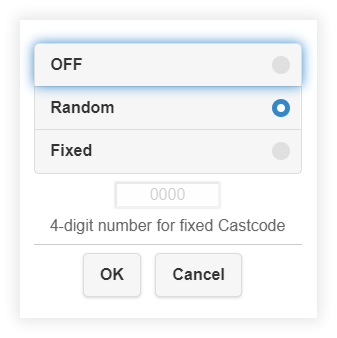 OFF
Random
Fixed
0000
4-digit number for fixed Castcode
OK Cancel